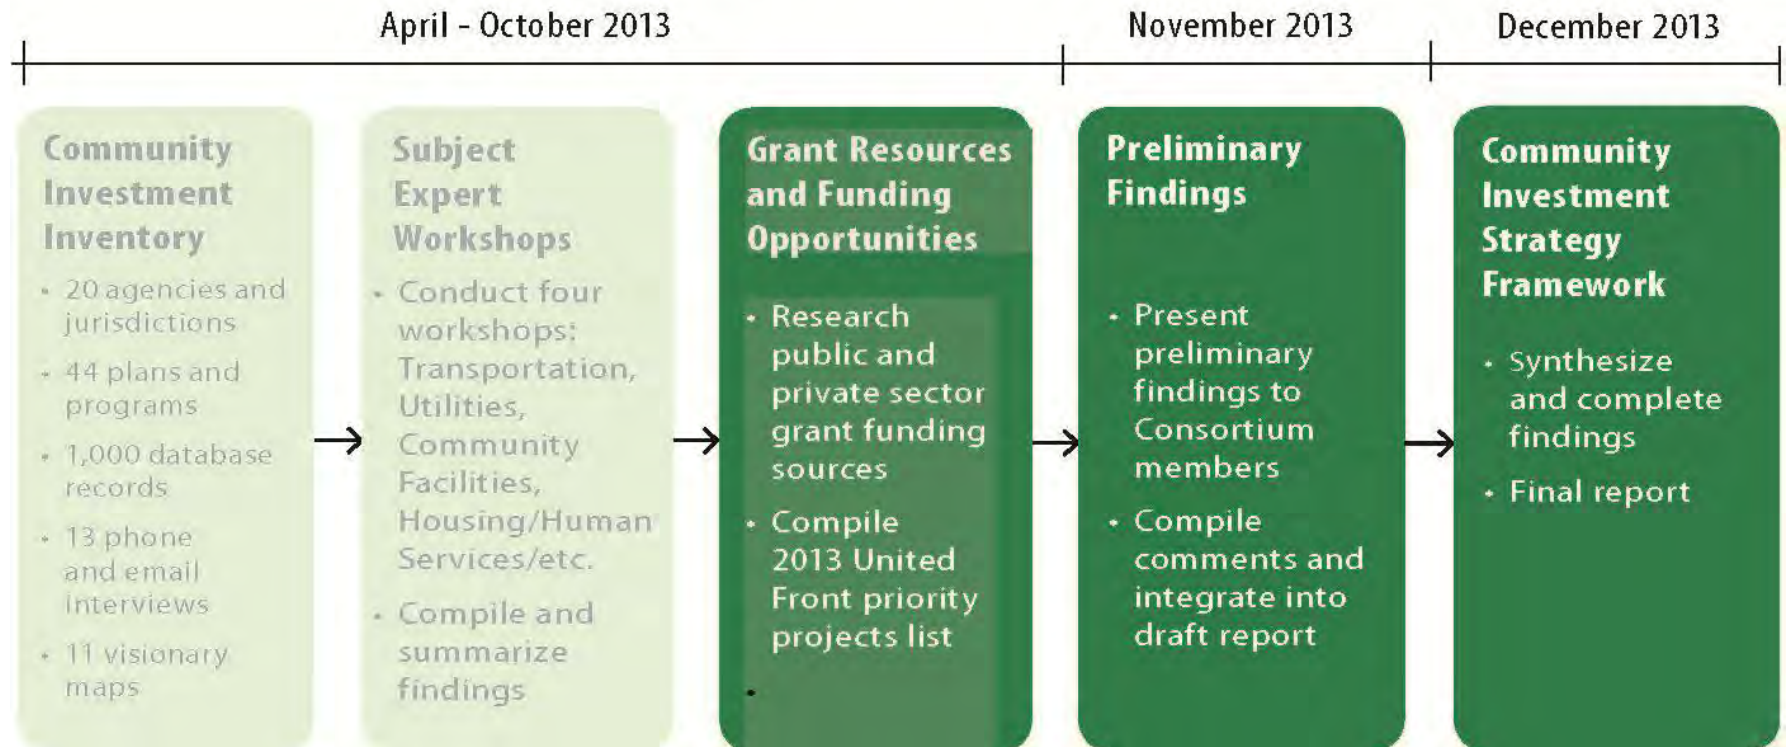 April - October 2013
November 2013
December 2013
Community
Investment
Inventory
• 20 agencies and
jurisdictions
• 44 plans and
programs
• 1,000 database
records
• 13 phone
and email
interviews
• 11 visionary
maps
Subject
Expert
Workshops
• Conduct four
workshops:
Transportation,
Utilities,
Community
Facilities,
Housing/Human
Services/etc.
• Compile and
summarize
findings
Grant Resources
and Funding
Opportunities
• Research
public and
private sector
grant funding
sources
• Compile
2013 United
Front priority
projects list
•
Preliminary
Findings
• Present
preliminary
findings to
Consortium
members
• Compile
comments and
integrate into
draft report
Community
Investment
Strategy
Framework
• Synthesize
and complete
findings
• Final report